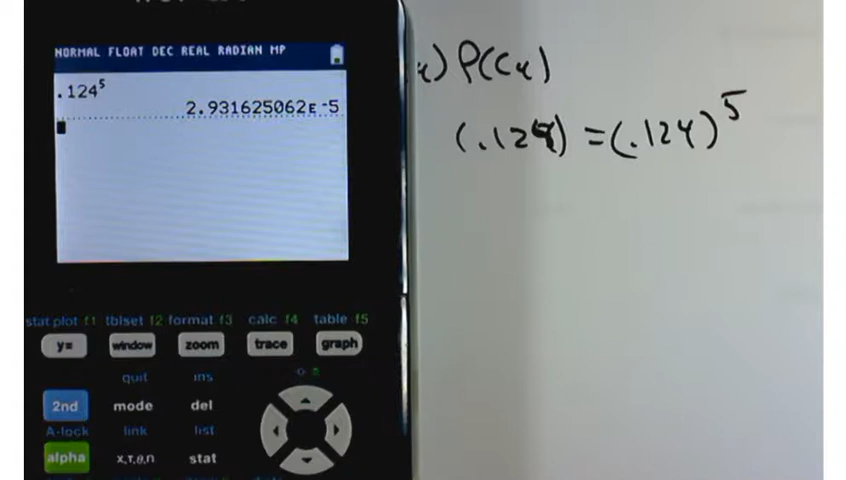 NORMAL FLOAT DEC REAL RADIAN MP
.124⁵
2.931625062ᴇ⁻5
x) P(Cx)
(.124) = (.124)⁵
stat plot f1 tblset f2 format f3 calc f4 table f5
y= window zoom trace graph
quit ins
2nd mode del
A-lock link list
alpha X,T,θ,n stat